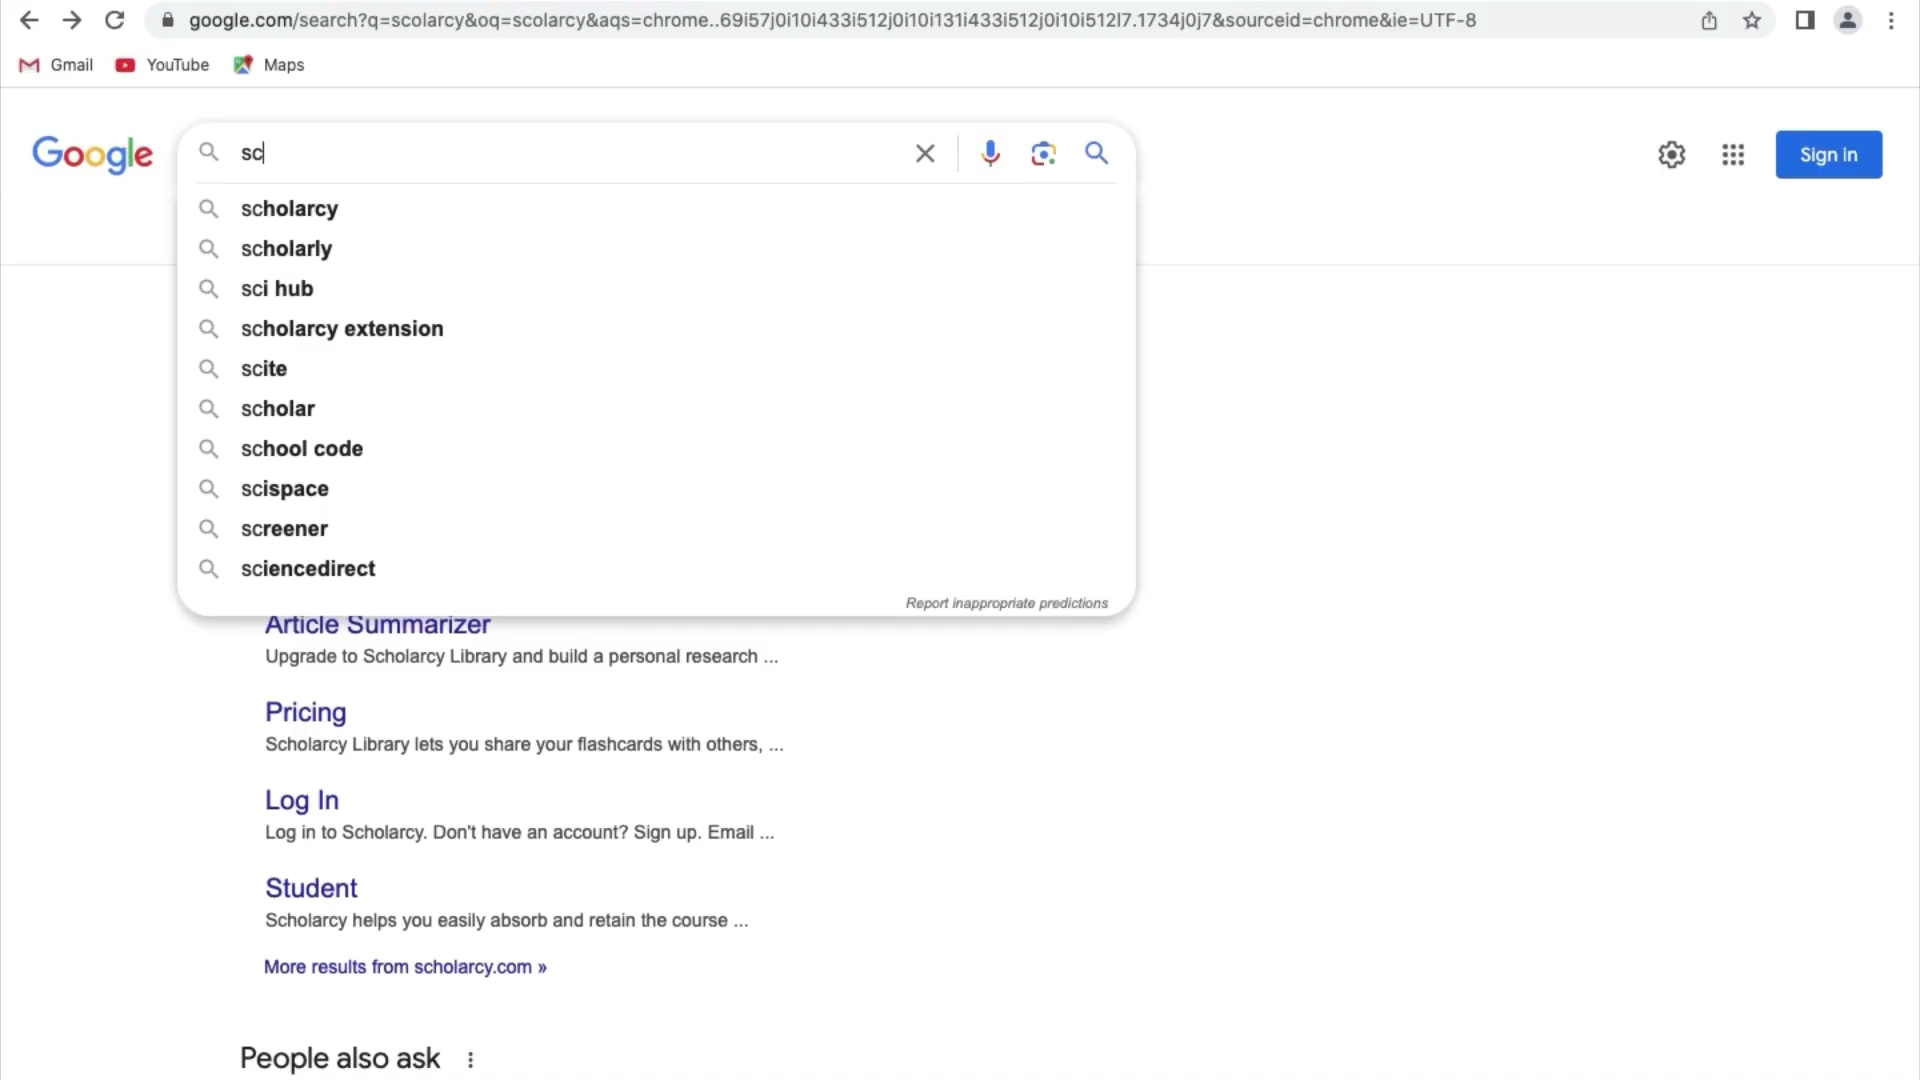 google.com/search?q=scolarcy&oq=scolarcy&aqs=chrome..69i57j0i10i433i512j0i10i131i433i512j0i10i512l7.1734j0j7&sourceid=chrome&ie=UTF-8
Gmail YouTube Maps
Google sc Sign in
scholarcy
scholarly
sci hub
scholarcy extension
scite
scholar
school code
scispace
screener
sciencedirect
Report inappropriate predictions
Article Summarizer
Upgrade to Scholarcy Library and build a personal research ...
Pricing
Scholarcy Library lets you share your flashcards with others, ...
Log In
Log in to Scholarcy. Don't have an account? Sign up. Email ...
Student
Scholarcy helps you easily absorb and retain the course ...
More results from scholarcy.com »
People also ask